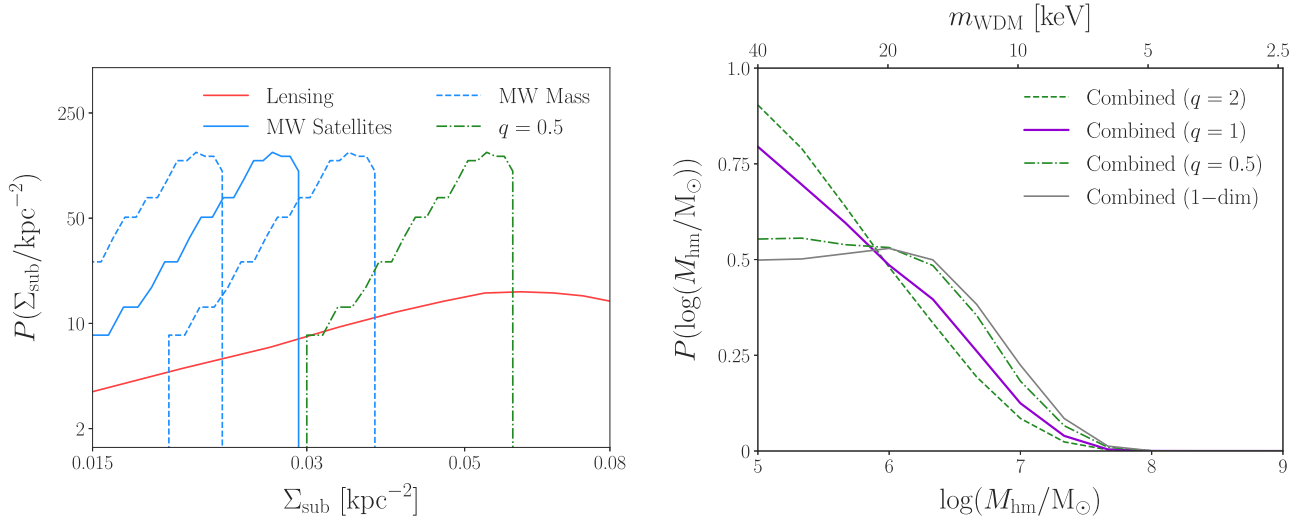 Lensing
MW Satellites
MW Mass
q = 0.5
250
50
10
2
P(Σsub/kpc⁻²)
0.015
0.03
0.05
0.08
Σsub [kpc⁻²]
mWDM [keV]
40
20
10
5
2.5
Combined (q = 2)
Combined (q = 1)
Combined (q = 0.5)
Combined (1−dim)
1.0
0.75
0.5
0.25
0
P(log(Mhm/M⊙))
5
6
7
8
9
log(Mhm/M⊙)